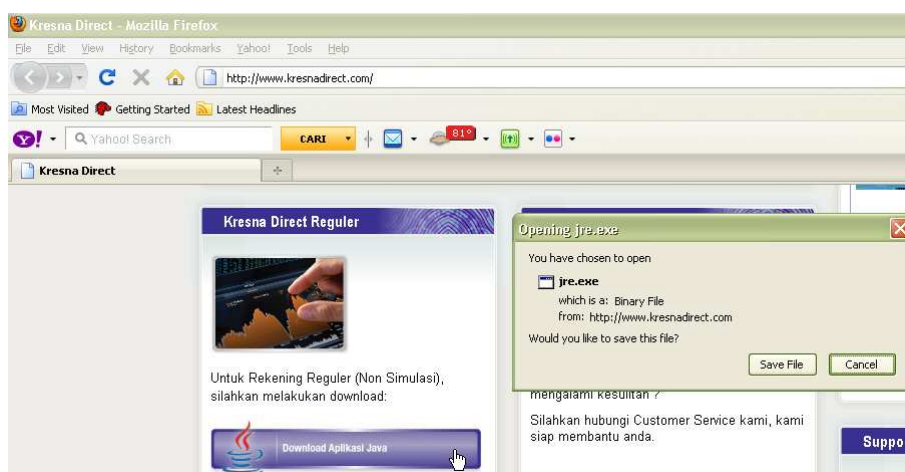 Kresna Direct - Mozilla Firefox
File Edit View History Bookmarks Yahoo! Tools Help
http://www.kresnadirect.com/
Most Visited Getting Started Latest Headlines
Y! Yahoo! Search CARI 81°
Kresna Direct
Kresna Direct Reguler
Untuk Rekening Reguler (Non Simulasi),
silahkan melakukan download:
Download Aplikasi Java
Opening jre.exe
You have chosen to open
jre.exe
which is a: Binary File
from: http://www.kresnadirect.com
Would you like to save this file?
Save File Cancel
mengalami kesulitan ?
Silahkan hubungi Customer Service kami, kami
siap membantu anda.
Suppo